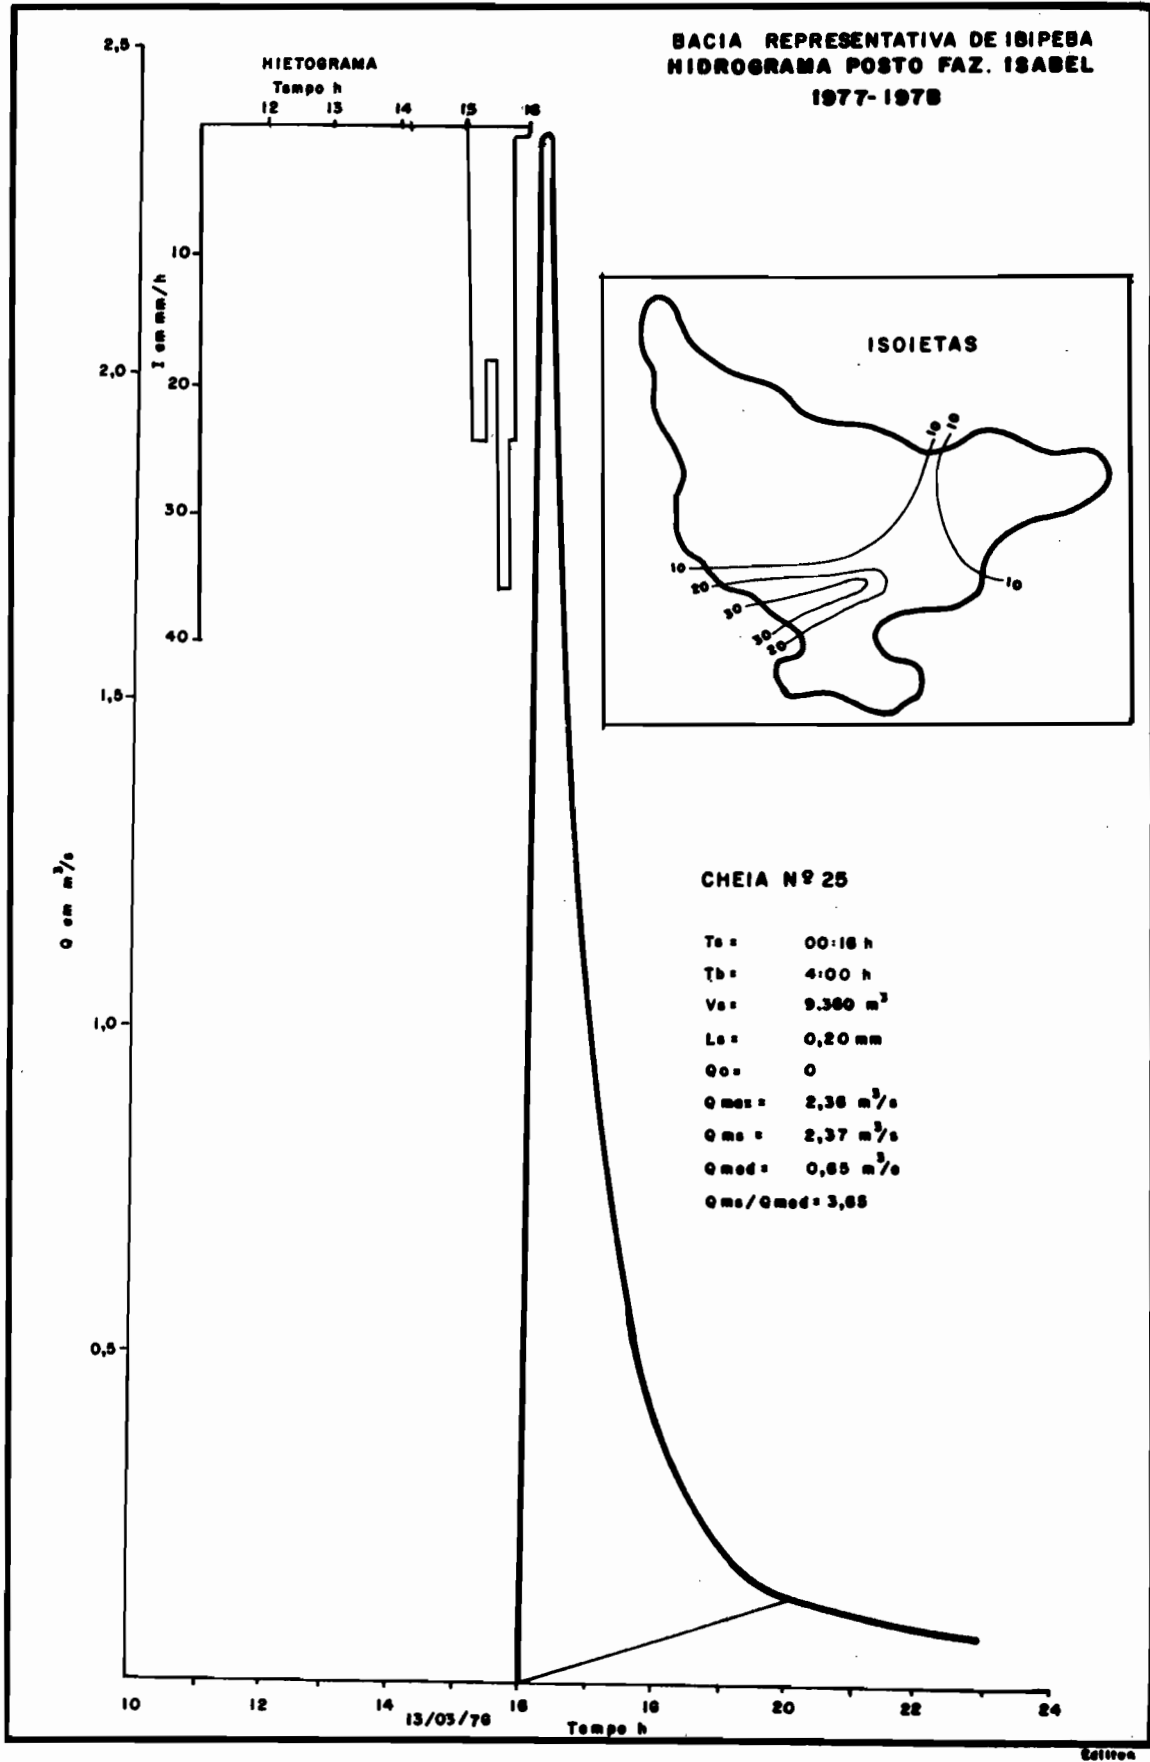 BACIA REPRESENTATIVA DE IBIPEBA
HIDROGRAMA POSTO FAZ. ISABEL
1977-1978
HIETOGRAMA
Tempo h
12 13 14 15 16
I em mm/h
10
20
30
40
Q em m³/s
2,5
2,0
1,5
1,0
0,5
ISOIETAS
10 10
10
20
30
30
20
10
CHEIA Nº 25
Ts = 00:16 h
Tb = 4:00 h
Vs = 9.360 m³
Ls = 0,20 mm
Qo = 0
Q max = 2,36 m³/s
Q ms = 2,37 m³/s
Q med = 0,65 m³/s
Q ms/Q med = 3,65
10 12 14 16 18 20 22 24
13/03/78
Tempo h